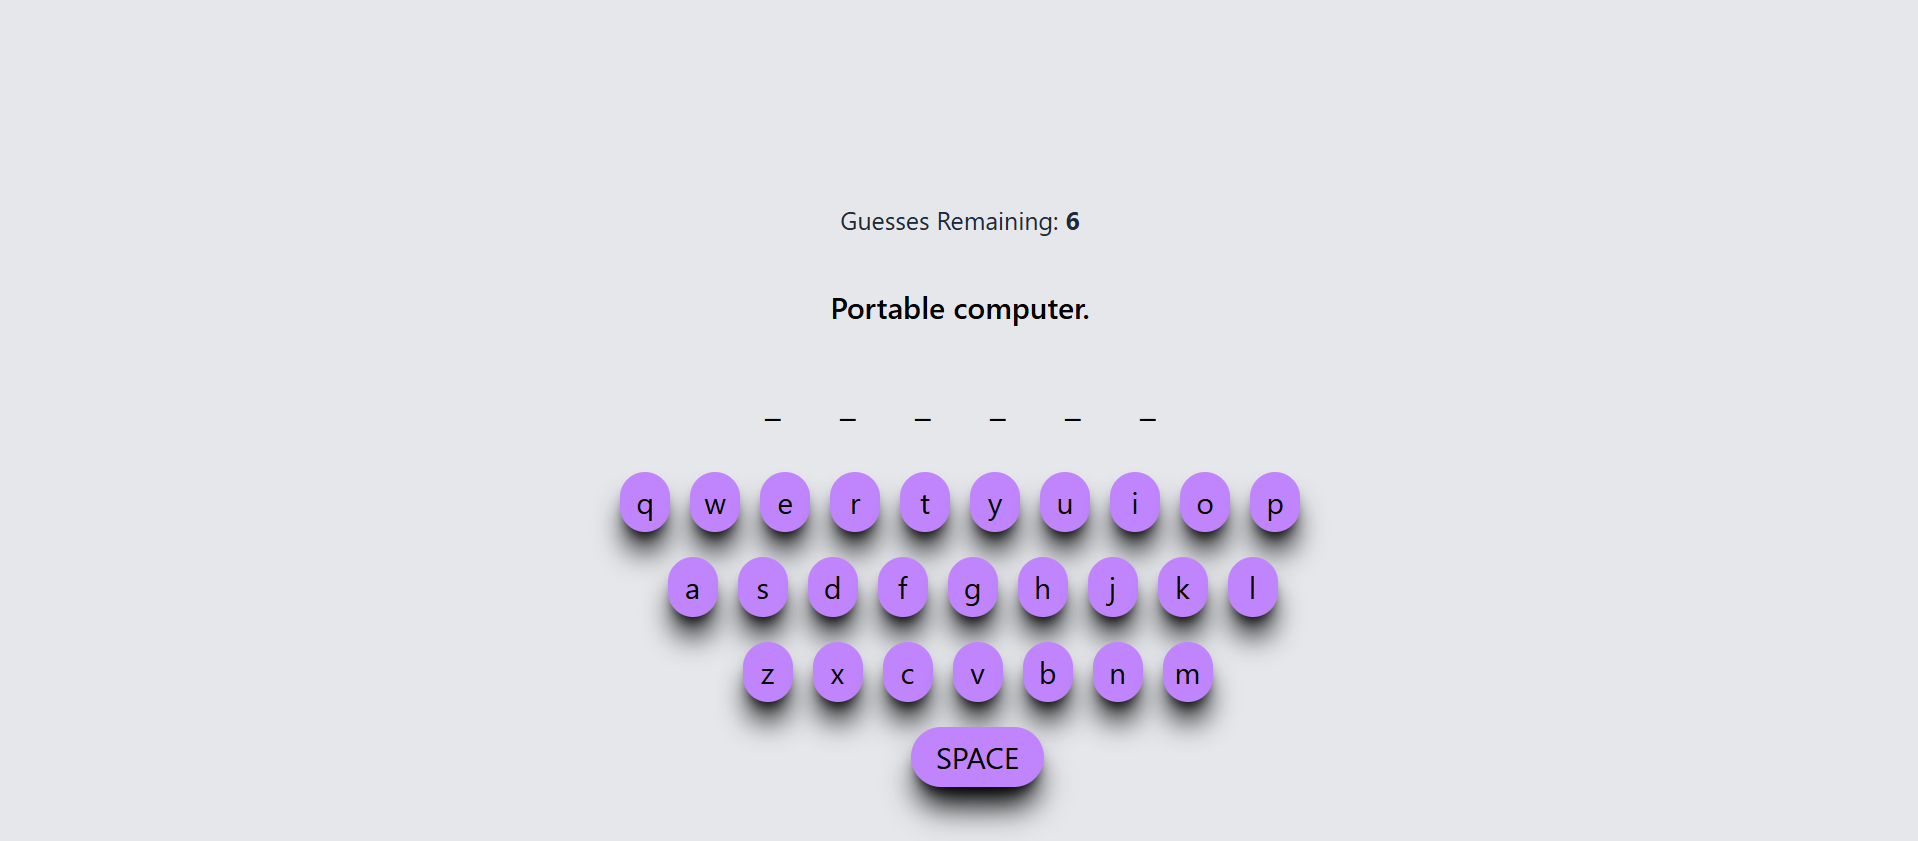 Guesses Remaining: 6
Portable computer.
_ _ _ _ _ _
q w e r t y u i o p
a s d f g h j k l
z x c v b n m
SPACE